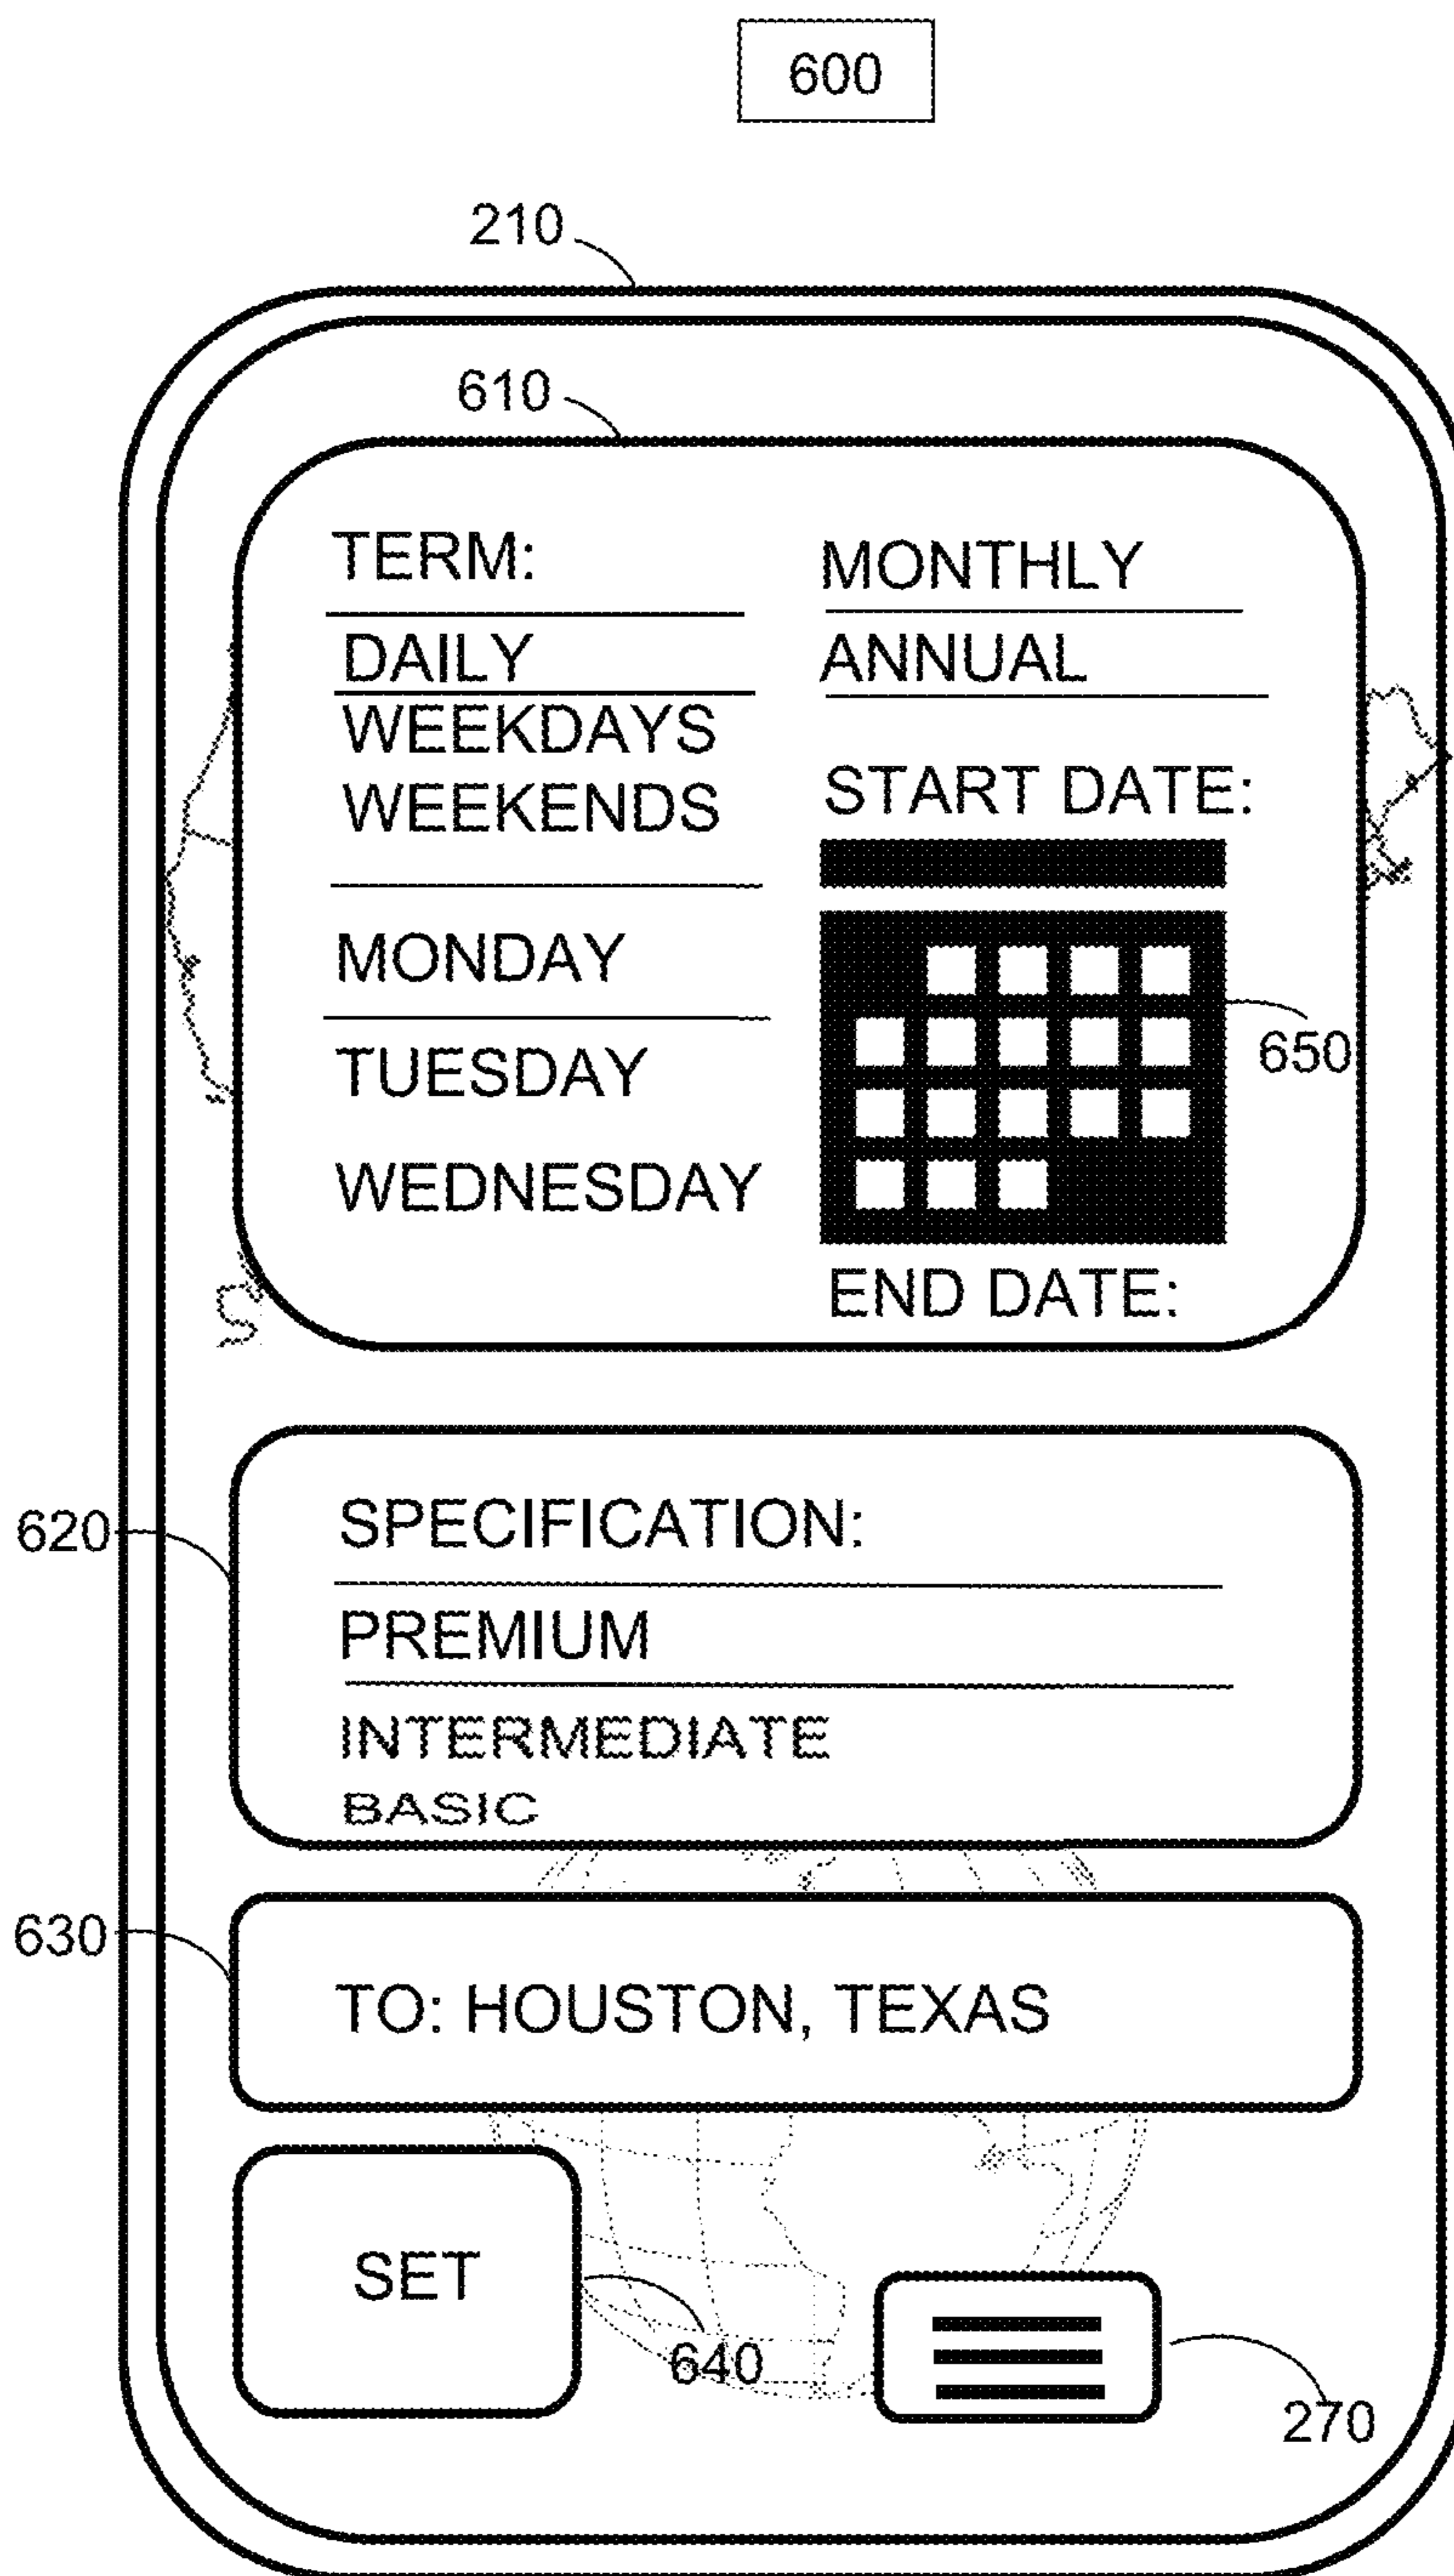 600
210
610
TERM:
DAILY
WEEKDAYS
WEEKENDS
MONDAY
TUESDAY
WEDNESDAY
MONTHLY
ANNUAL
START DATE:
650
END DATE:
620
SPECIFICATION:
PREMIUM
INTERMEDIATE
BASIC
630
TO: HOUSTON, TEXAS
SET
640
270